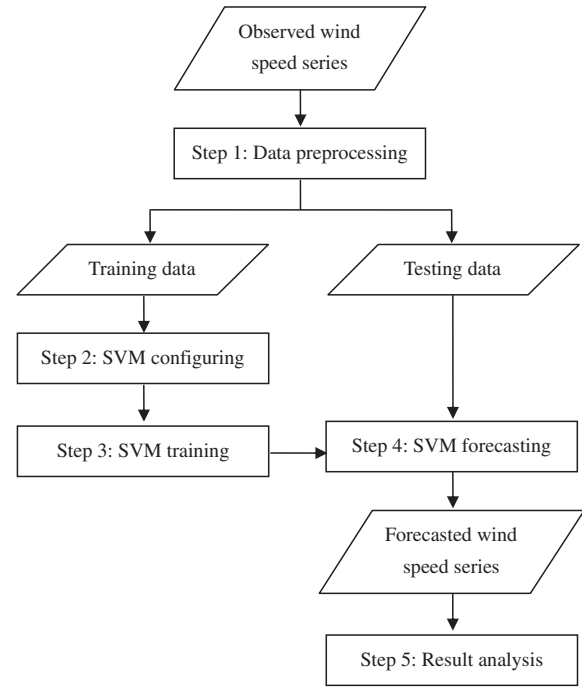 Observed wind
speed series
Step 1: Data preprocessing
Training data
Testing data
Step 2: SVM configuring
Step 3: SVM training
Step 4: SVM forecasting
Forecasted wind
speed series
Step 5: Result analysis